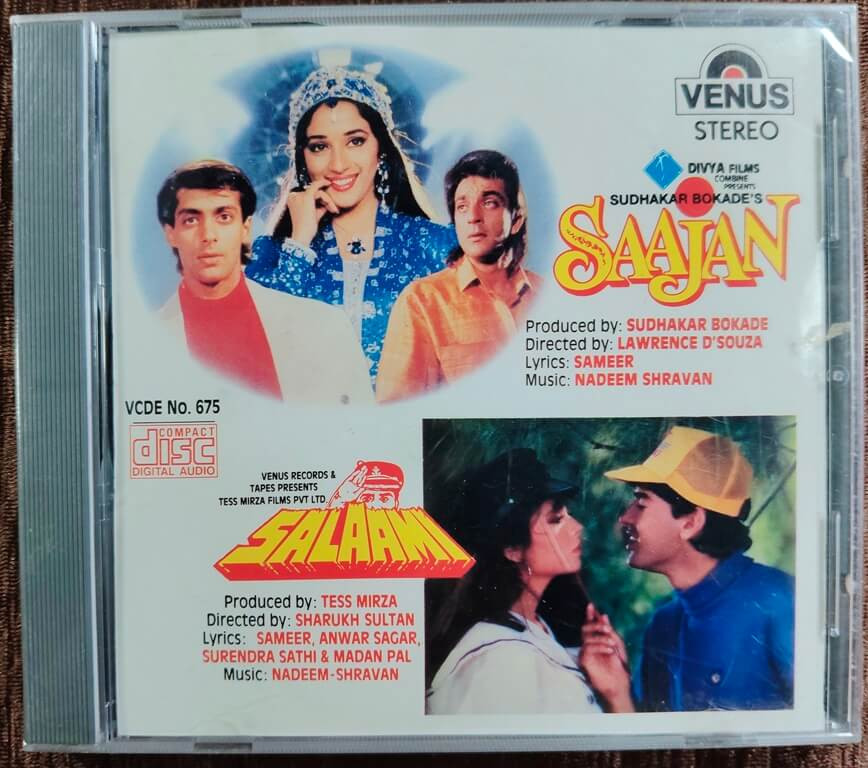 VENUS
STEREO
DIVYA FILMS
COMBINE
PRESENTS
SUDHAKAR BOKADE'S
SAAJAN
Produced by: SUDHAKAR BOKADE
Directed by: LAWRENCE D'SOUZA
Lyrics: SAMEER
Music: NADEEM SHRAVAN
VCDE No. 675
COMPACT
disc
DIGITAL AUDIO
VENUS RECORDS &
TAPES PRESENTS
TESS MIRZA FILMS PVT LTD.
SALAAMI
Produced by: TESS MIRZA
Directed by: SHARUKH SULTAN
Lyrics: SAMEER, ANWAR SAGAR,
SURENDRA SATHI & MADAN PAL
Music: NADEEM-SHRAVAN